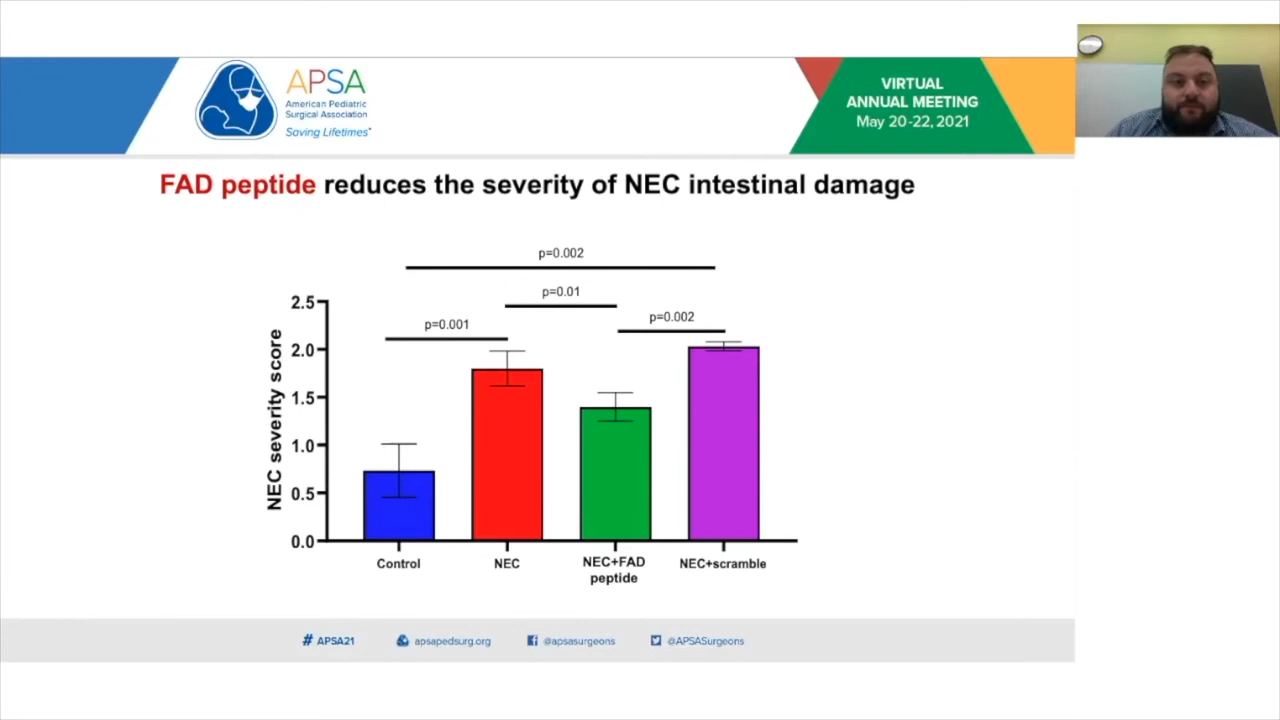 APSA
American Pediatric
Surgical Association
Saving Lifetimes
VIRTUAL
ANNUAL MEETING
May 20-22, 2021
FAD peptide reduces the severity of NEC intestinal damage
p=0.002
p=0.01
p=0.002
p=0.001
NEC severity score
2.5
2.0
1.5
1.0
0.5
0.0
Control
NEC
NEC+FAD
peptide
NEC+scramble
# APSA21
apsapedsurg.org
@apsasurgeons
@APSASurgeons